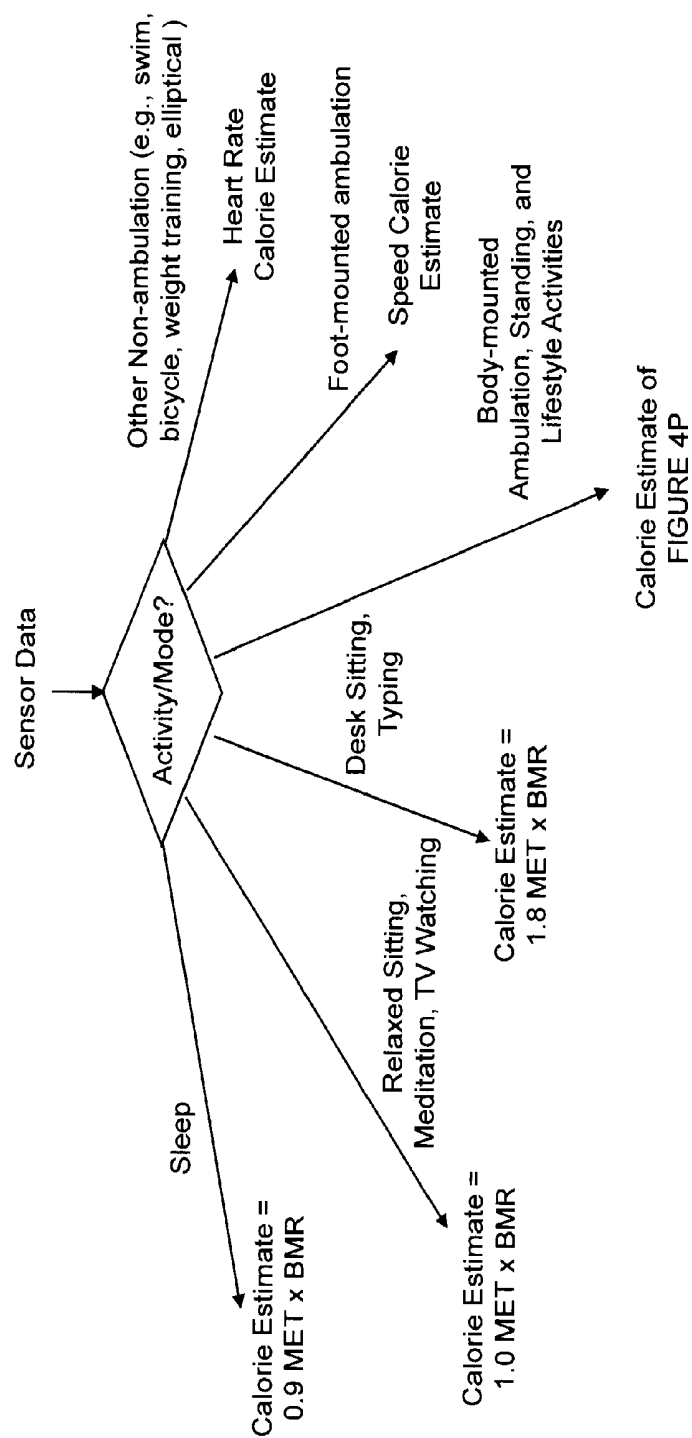 Sensor Data
Activity/Mode?
Sleep
Calorie Estimate =
0.9 MET x BMR
Relaxed Sitting,
Meditation, TV Watching
Calorie Estimate =
1.0 MET x BMR
Desk Sitting,
Typing
Calorie Estimate =
1.8 MET x BMR
Body-mounted
Ambulation, Standing, and
Lifestyle Activities
Calorie Estimate of
FIGURE 4P
Foot-mounted ambulation
Speed Calorie
Estimate
Other Non-ambulation (e.g., swim,
bicycle, weight training, elliptical )
Heart Rate
Calorie Estimate